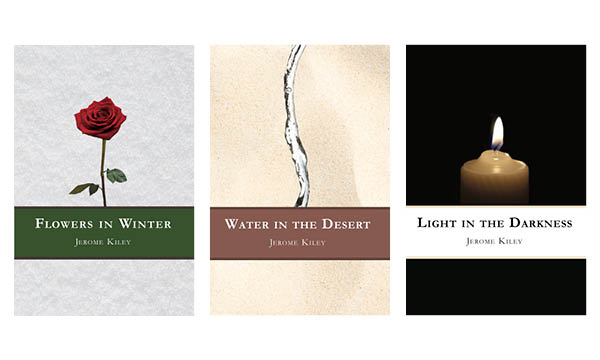 Flowers in Winter
Jerome Kiley
Water in the Desert
Jerome Kiley
Light in the Darkness
Jerome Kiley